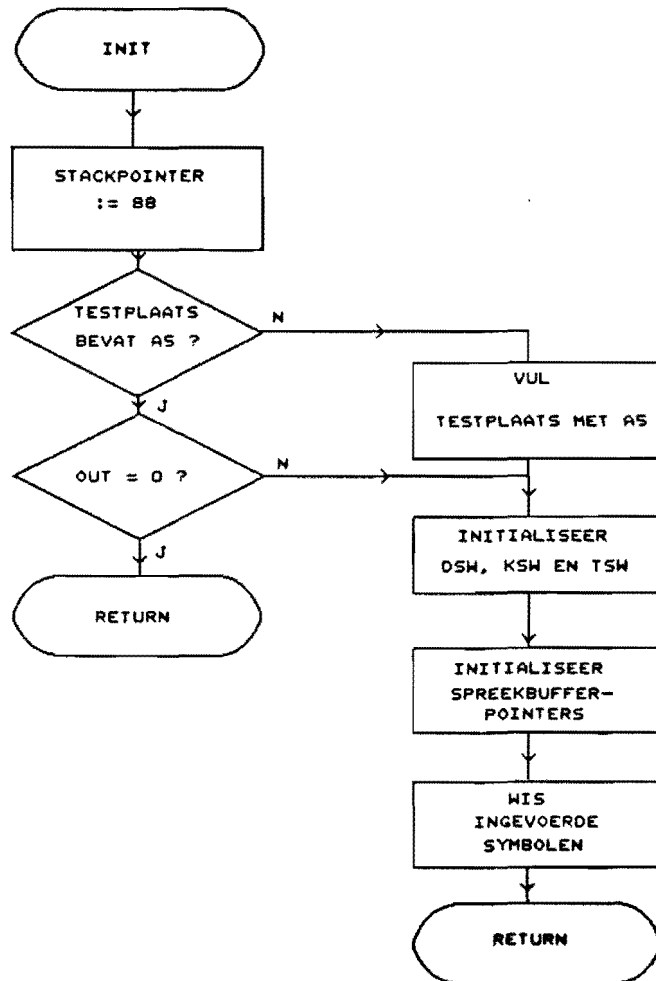 INIT
STACKPOINTER
:= 88
TESTPLAATS
BEVAT A5 ?
N
J
VUL
TESTPLAATS MET A5
OUT = 0 ?
N
J
RETURN
INITIALISEER
DSW, KSW EN TSW
INITIALISEER
SPREEKBUFFER-
POINTERS
WIS
INGEVOERDE
SYMBOLEN
RETURN